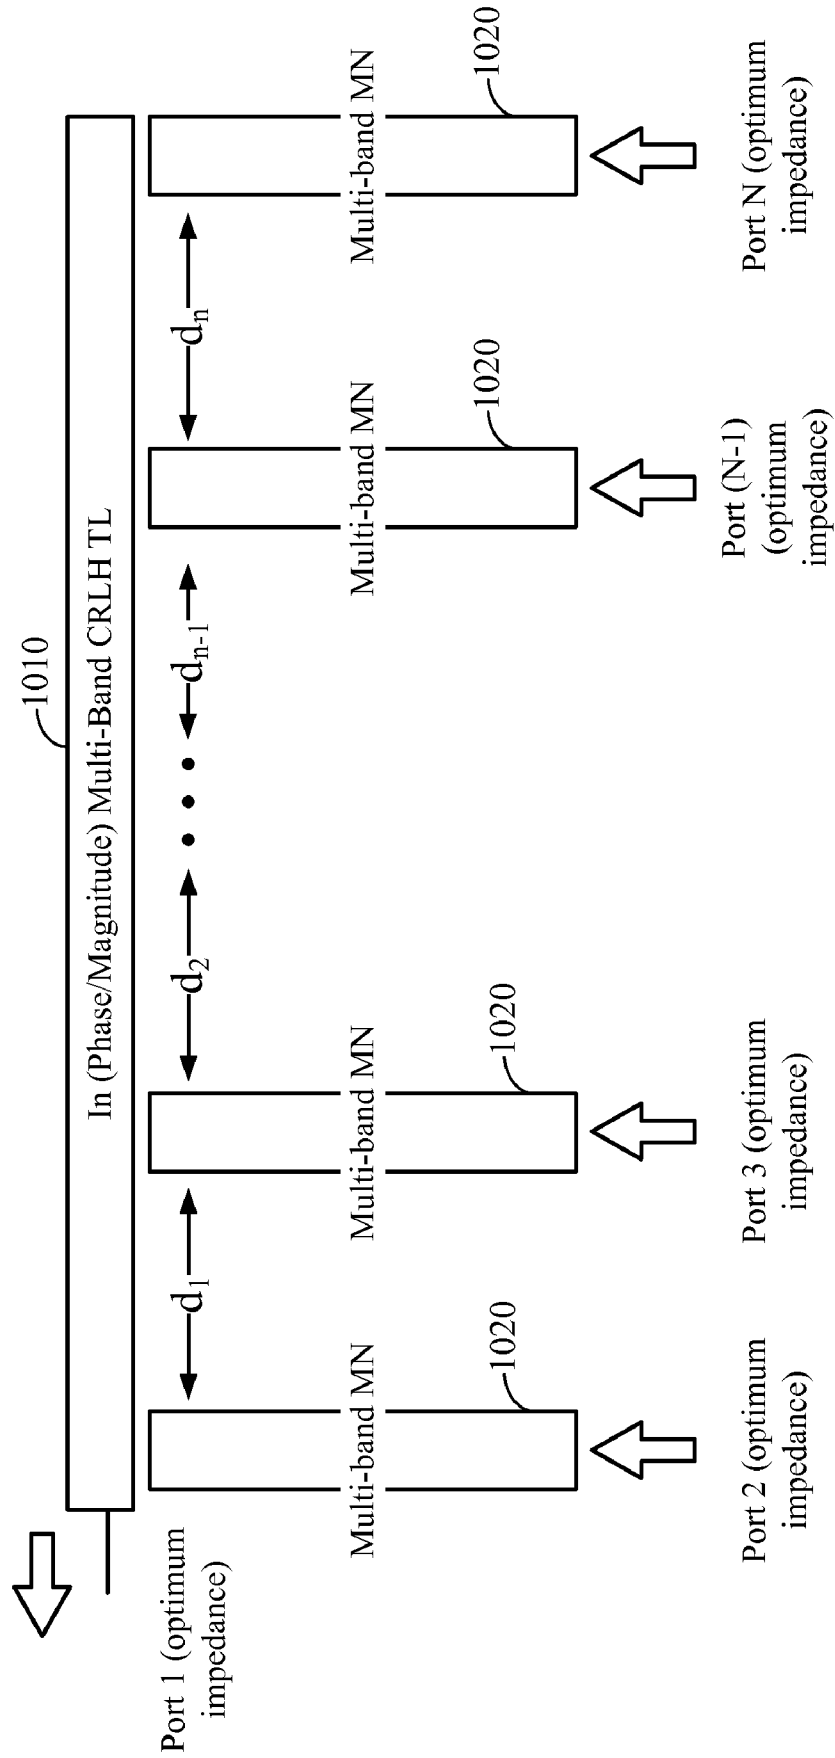 1010
In (Phase/Magnitude) Multi-Band CRLH TL
Port 1 (optimum
impedance)
d1
d2
dn-1
dn
Multi-band MN
Multi-band MN
Multi-band MN
Multi-band MN
1020
1020
1020
1020
Port 2 (optimum
impedance)
Port 3 (optimum
impedance)
Port (N-1)
(optimum
impedance)
Port N (optimum
impedance)